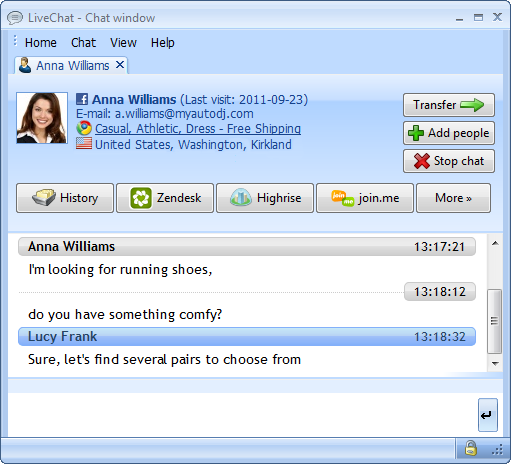 LiveChat - Chat window
Home Chat View Help
Anna Williams
Anna Williams (Last visit: 2011-09-23)
E-mail: a.williams@myautodj.com
Casual, Athletic, Dress - Free Shipping
United States, Washington, Kirkland
Transfer
Add people
Stop chat
History Zendesk Highrise join.me More »
Anna Williams 13:17:21
I'm looking for running shoes,
13:18:12
do you have something comfy?
Lucy Frank 13:18:32
Sure, let's find several pairs to choose from